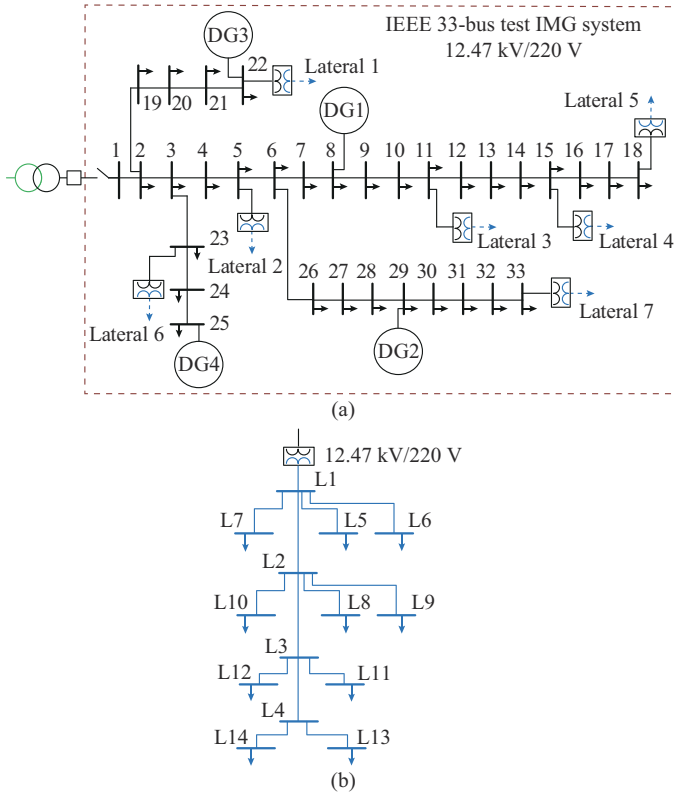 IEEE 33-bus test IMG system
12.47 kV/220 V
DG3
22
Lateral 1
19 20 21
DG1
Lateral 5
1 2 3 4 5 6 7 8 9 10 11 12 13 14 15 16 17 18
23
Lateral 2
Lateral 3
Lateral 4
24
26 27 28 29 30 31 32 33
Lateral 6
25
Lateral 7
DG4
DG2
(a)
12.47 kV/220 V
L1
L7 L5 L6
L2
L10 L8 L9
L3
L12 L11
L4
L14 L13
(b)